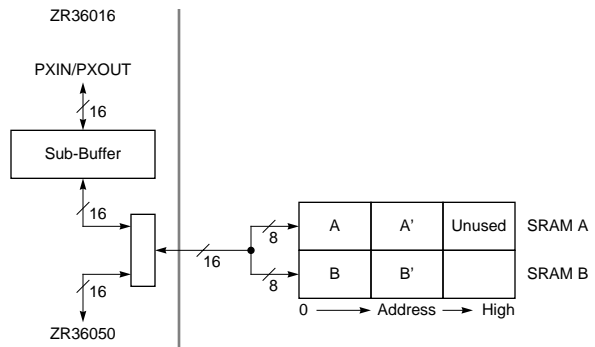 ZR36016
PXIN/PXOUT
16
Sub-Buffer
16
16
ZR36050
16
8
8
A A' Unused SRAM A
B B' SRAM B
0 Address High